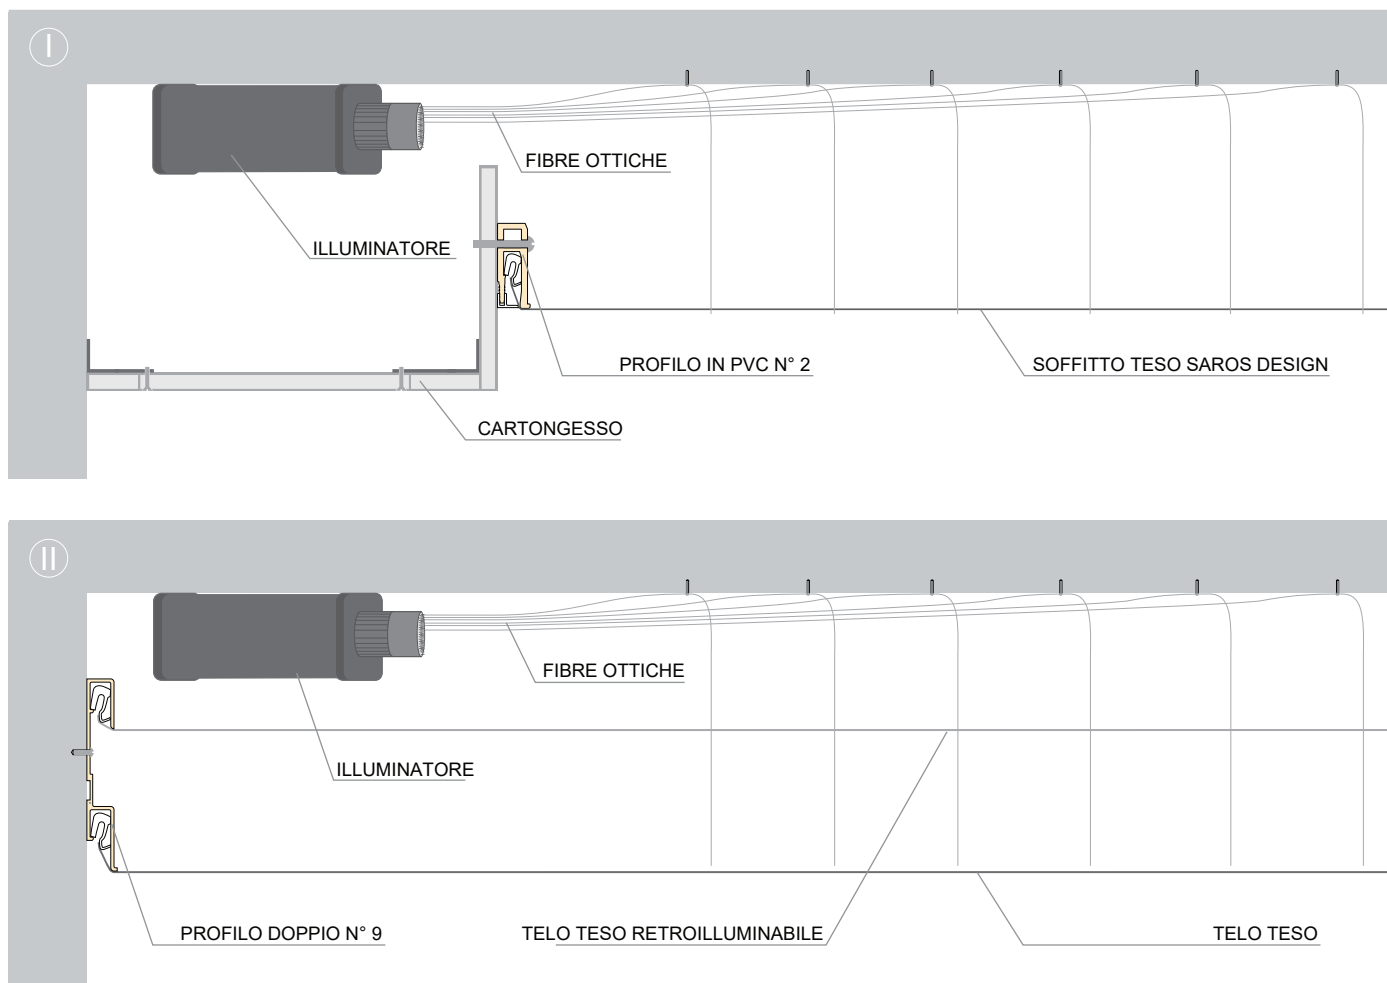 I
FIBRE OTTICHE
ILLUMINATORE
PROFILO IN PVC N° 2
SOFFITTO TESO SAROS DESIGN
CARTONGESSO
II
FIBRE OTTICHE
ILLUMINATORE
PROFILO DOPPIO N° 9
TELO TESO RETROILLUMINABILE
TELO TESO